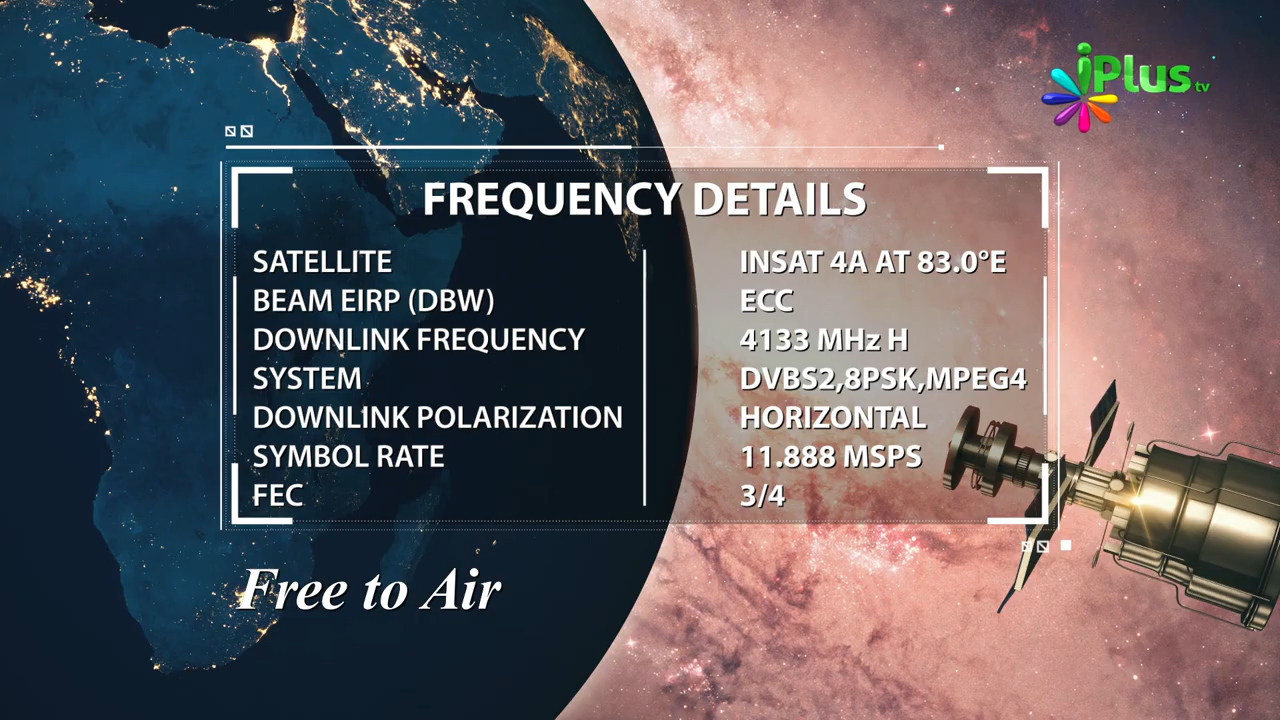 iPlus tv
FREQUENCY DETAILS
SATELLITE INSAT 4A AT 83.0°E
BEAM EIRP (DBW) ECC
DOWNLINK FREQUENCY 4133 MHz H
SYSTEM DVBS2,8PSK,MPEG4
DOWNLINK POLARIZATION HORIZONTAL
SYMBOL RATE 11.888 MSPS
FEC 3/4
Free to Air